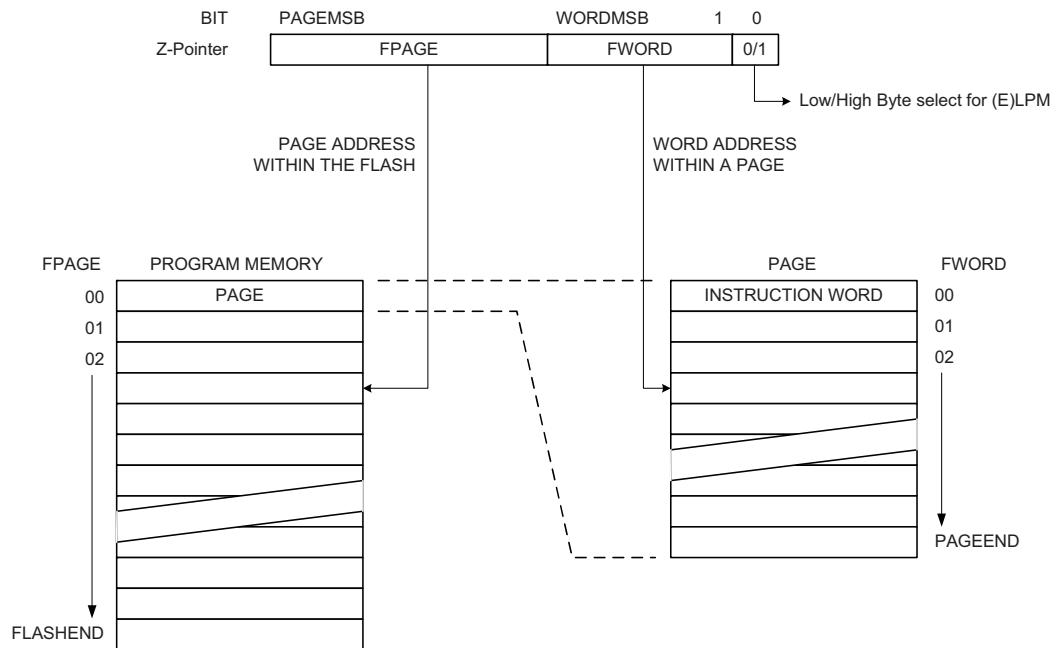 BIT PAGEMSB WORDMSB 1 0
Z-Pointer FPAGE FWORD 0/1
Low/High Byte select for (E)LPM
PAGE ADDRESS
WITHIN THE FLASH
WORD ADDRESS
WITHIN A PAGE
FPAGE PROGRAM MEMORY
00 PAGE
01
02
FLASHEND
PAGE FWORD
INSTRUCTION WORD 00
01
02
PAGEEND